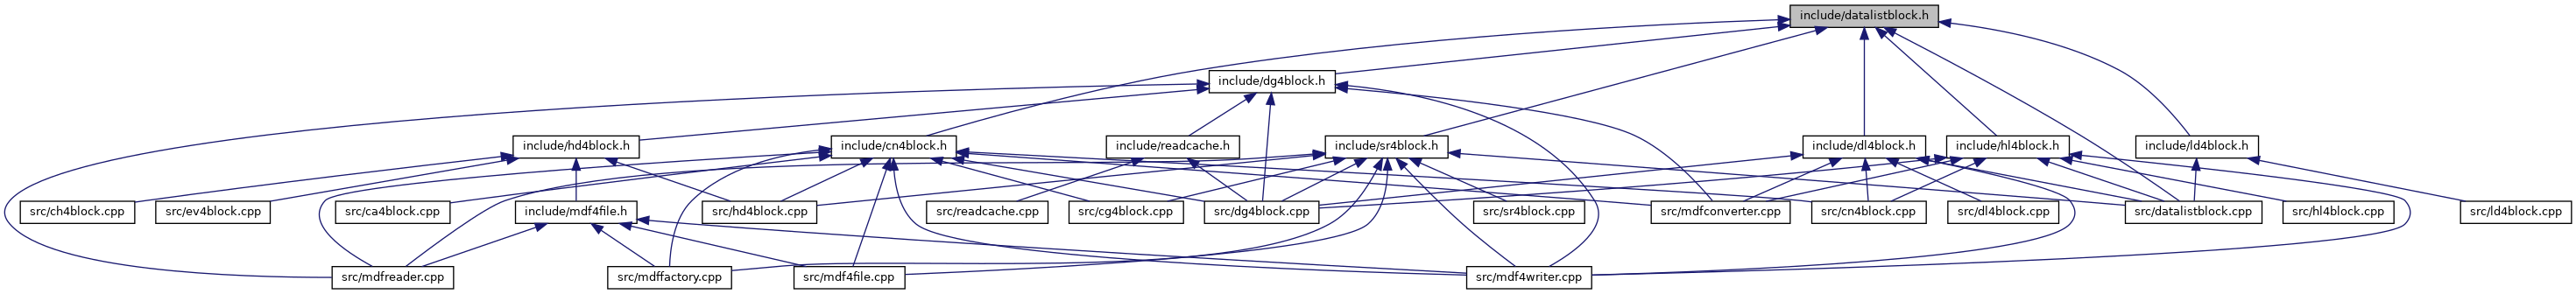 include/datalistblock.h
include/dg4block.h
include/hd4block.h
include/cn4block.h
include/readcache.h
include/sr4block.h
include/dl4block.h
include/hl4block.h
include/ld4block.h
src/ch4block.cpp
src/ev4block.cpp
src/ca4block.cpp
include/mdf4file.h
src/hd4block.cpp
src/readcache.cpp
src/cg4block.cpp
src/dg4block.cpp
src/sr4block.cpp
src/mdfconverter.cpp
src/cn4block.cpp
src/dl4block.cpp
src/datalistblock.cpp
src/hl4block.cpp
src/ld4block.cpp
src/mdfreader.cpp
src/mdffactory.cpp
src/mdf4file.cpp
src/mdf4writer.cpp